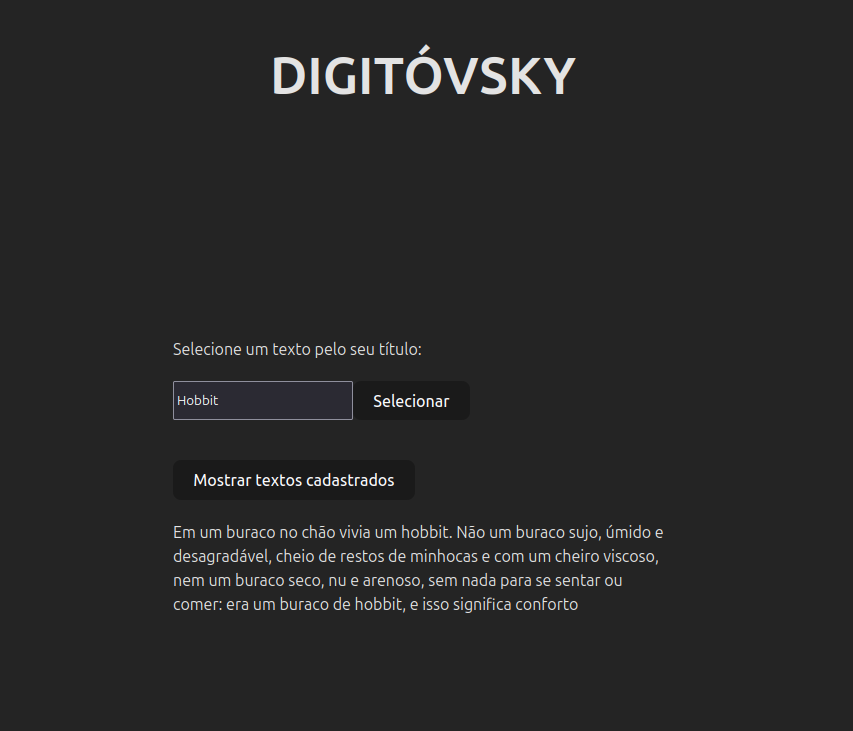 DIGITÓVSKY
Selecione um texto pelo seu título:
Hobbit
Selecionar
Mostrar textos cadastrados
Em um buraco no chão vivia um hobbit. Não um buraco sujo, úmido e
desagradável, cheio de restos de minhocas e com um cheiro viscoso,
nem um buraco seco, nu e arenoso, sem nada para se sentar ou
comer: era um buraco de hobbit, e isso significa conforto